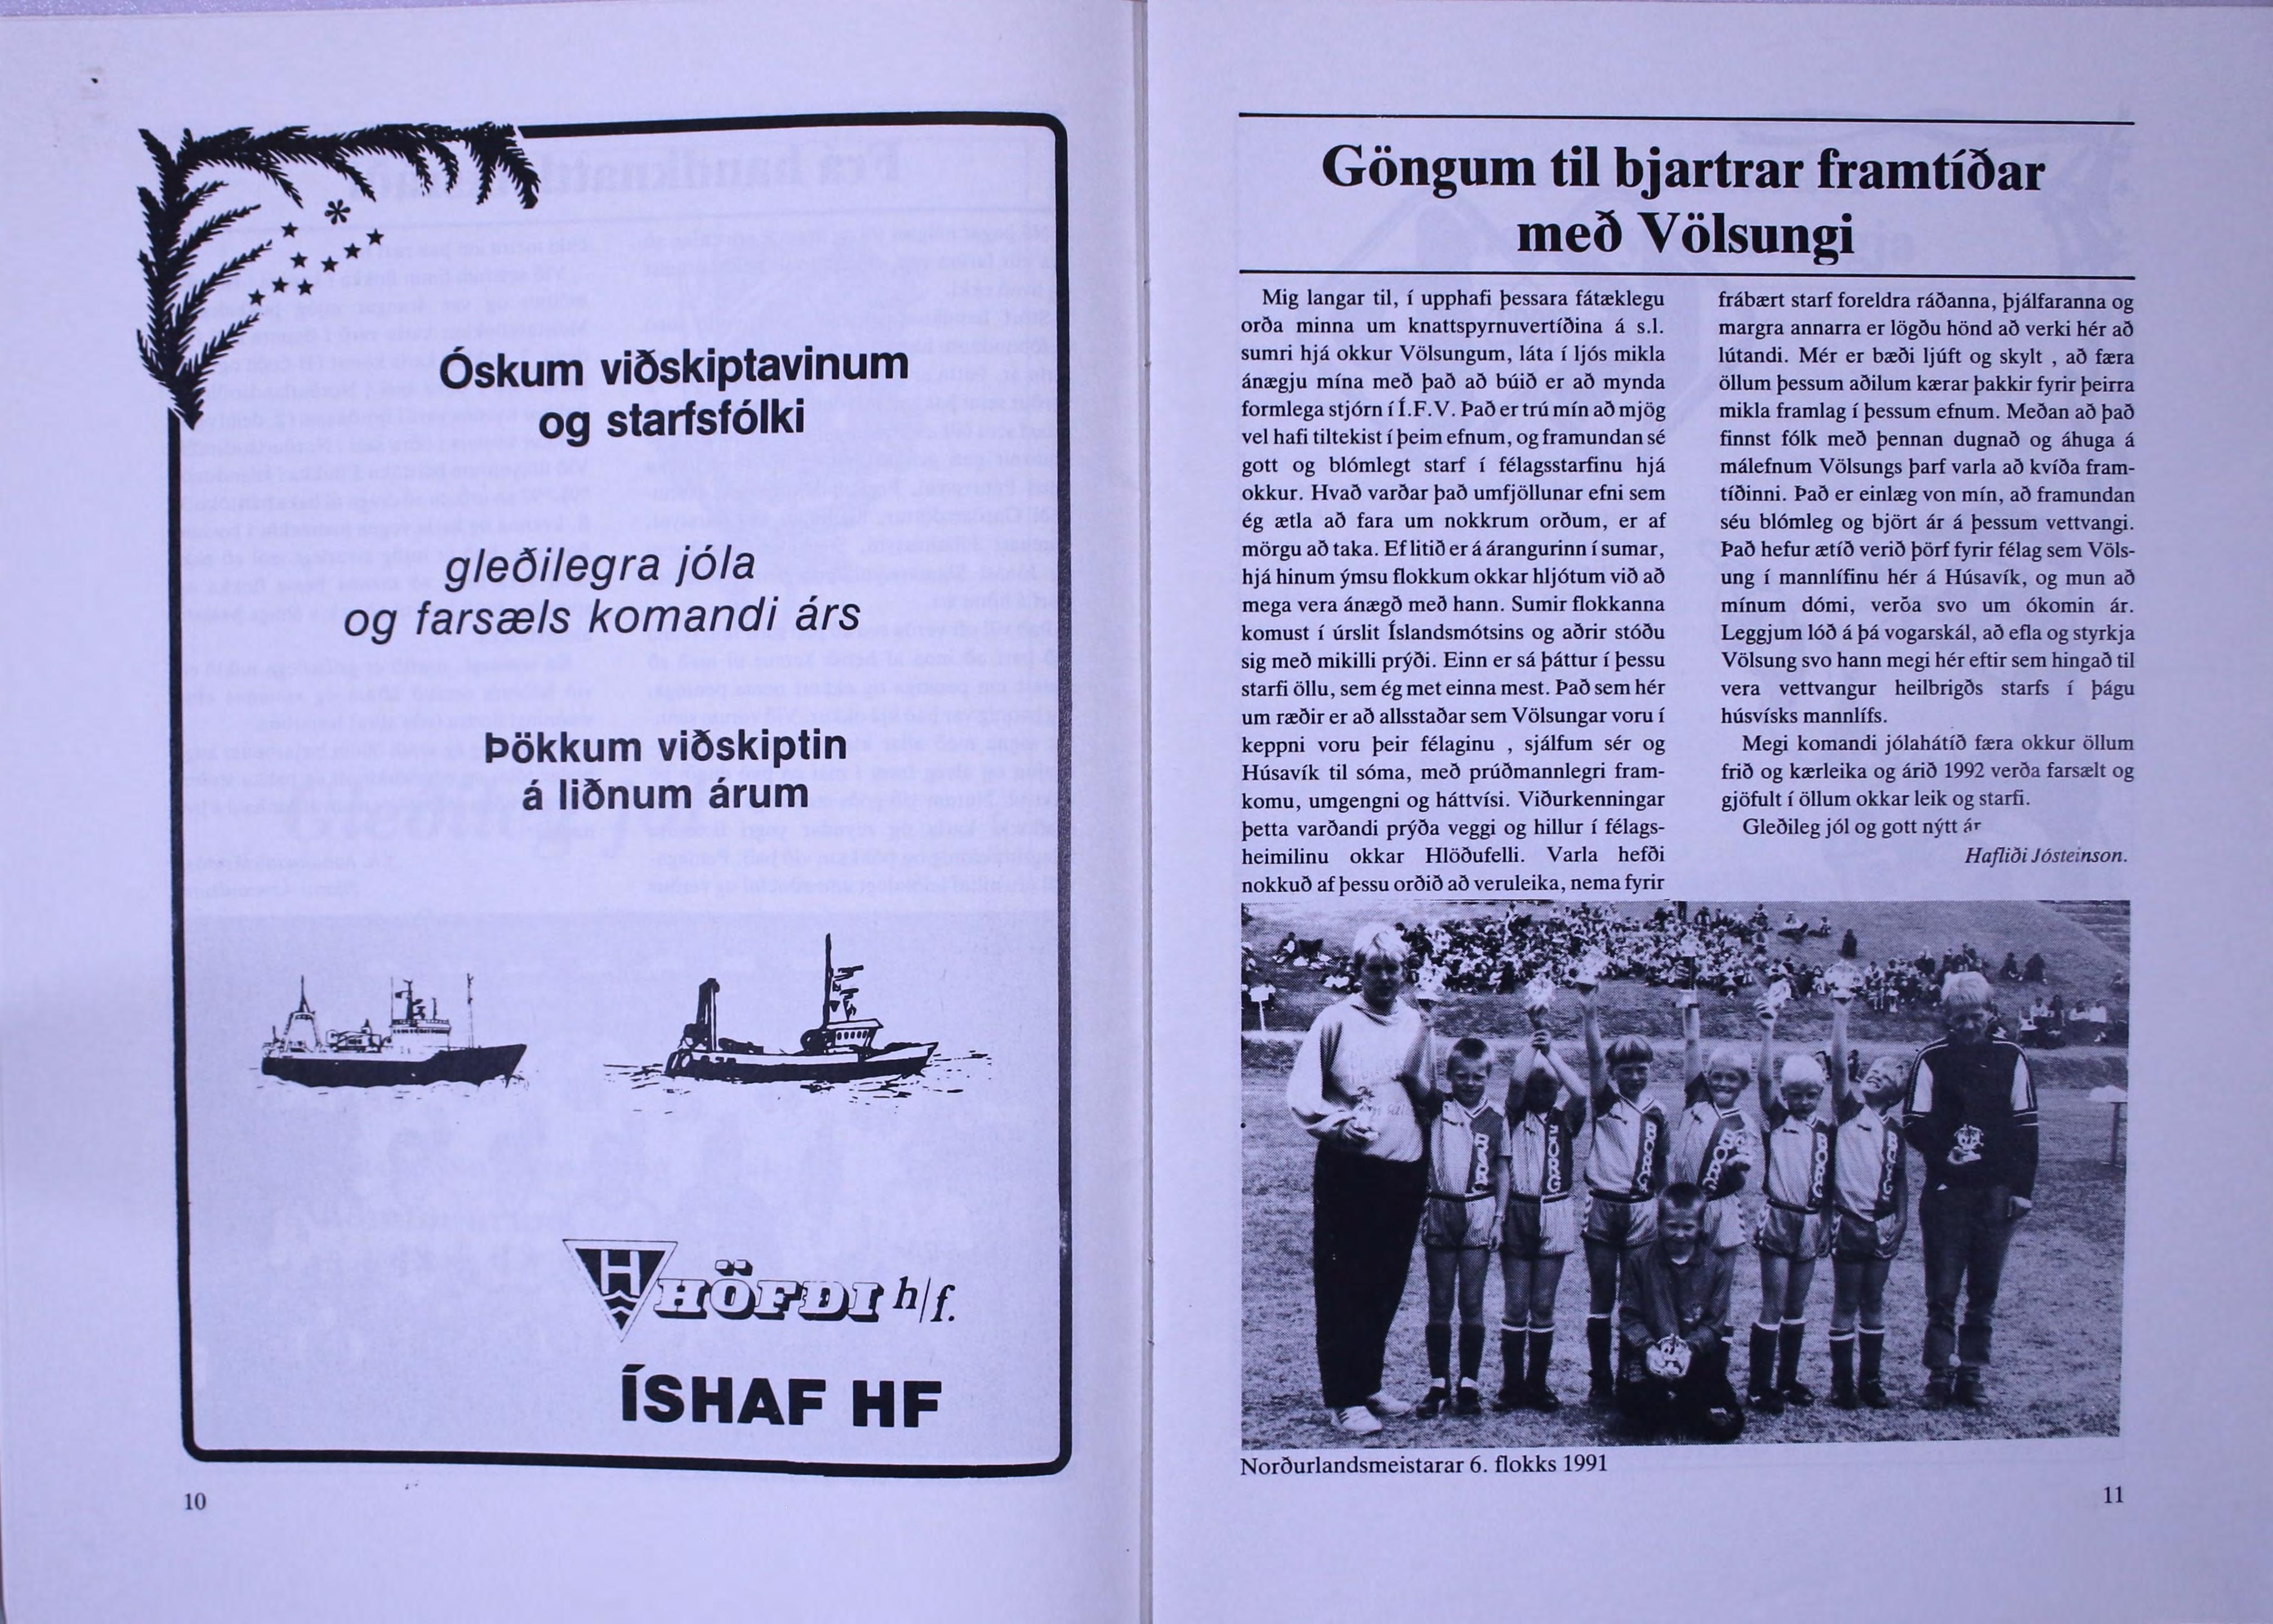 Óskum viðskiptavinum
og starfsfólki
gleðilegra jóla
og farsæls komandi árs
Þökkum viðskiptin
á liðnum árum
H HÖFDI h/f.
ÍSHAF HF
10
Göngum til bjartrar framtíðar
með Völsungi
Mig langar til, í upphafi þessara fátæklegu
orða minna um knattspyrnuvertíðina á s.l.
sumri hjá okkur Völsungum, láta í ljós mikla
ánægju mína með það að búið er að mynda
formlega stjórn í Í.F.V. Það er trú mín að mjög
vel hafi tiltekist í þeim efnum, og framundan sé
gott og blómlegt starf í félagsstarfinu hjá
okkur. Hvað varðar það umfjöllunar efni sem
ég ætla að fara um nokkrum orðum, er af
mörgu að taka. Ef litið er á árangurinn í sumar,
hjá hinum ýmsu flokkum okkar hljótum við að
mega vera ánægð með hann. Sumir flokkanna
komust í úrslit Íslandsmótsins og aðrir stóðu
sig með mikilli prýði. Einn er sá þáttur í þessu
starfi öllu, sem ég met einna mest. Það sem hér
um ræðir er að allsstaðar sem Völsungar voru í
keppni voru þeir félaginu , sjálfum sér og
Húsavík til sóma, með prúðmannlegri fram-
komu, umgengni og háttvísi. Viðurkenningar
þetta varðandi prýða veggi og hillur í félags-
heimilinu okkar Hlöðufelli. Varla hefði
nokkuð af þessu orðið að veruleika, nema fyrir
frábært starf foreldra ráðanna, þjálfaranna og
margra annarra er lögðu hönd að verki hér að
lútandi. Mér er bæði ljúft og skylt , að færa
öllum þessum aðilum kærar þakkir fyrir þeirra
mikla framlag í þessum efnum. Meðan að það
finnst fólk með þennan dugnað og áhuga á
málefnum Völsungs þarf varla að kvíða fram-
tíðinni. Það er einlæg von mín, að framundan
séu blómleg og björt ár á þessum vettvangi.
Það hefur ætíð verið þörf fyrir félag sem Völs-
ung í mannlífinu hér á Húsavík, og mun að
mínum dómi, verða svo um ókomin ár.
Leggjum lóð á þá vogarskál, að efla og styrkja
Völsung svo hann megi hér eftir sem hingað til
vera vettvangur heilbrigðs starfs í þágu
húsvísks mannlífs.
Megi komandi jólahátíð færa okkur öllum
frið og kærleika og árið 1992 verða farsælt og
gjöfult í öllum okkar leik og starfi.
Gleðileg jól og gott nýtt ár
Hafliði Jósteinson.
BORG
BORG
BORG
BORG
BORG
BORG
Norðurlandsmeistarar 6. flokks 1991
11